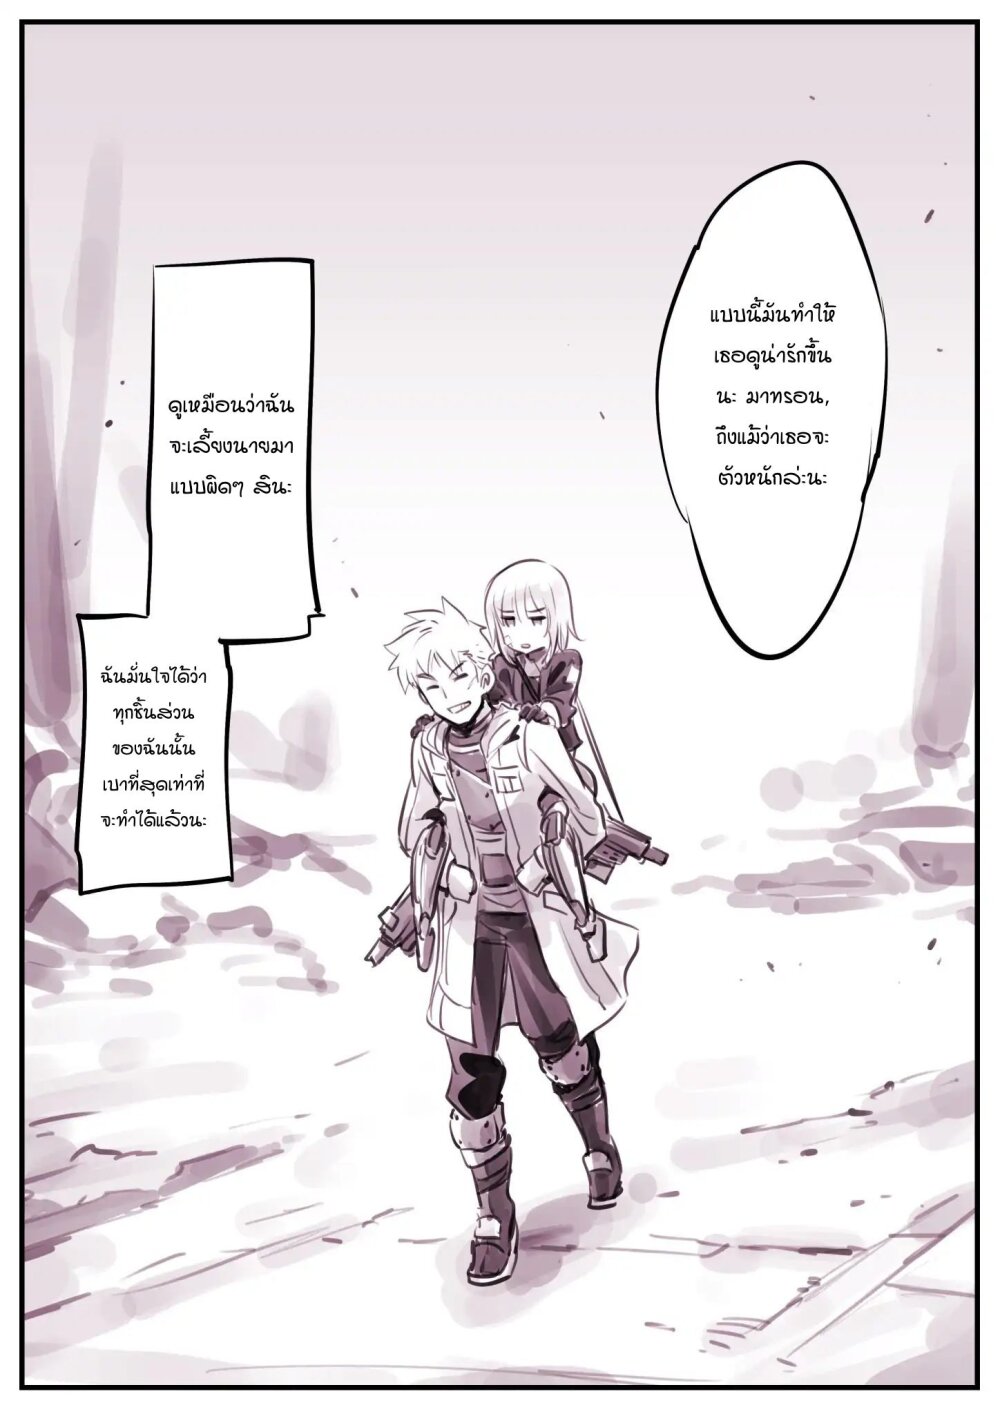 แบบนี้มันทำให้
เธอดูน่ารักขึ้น
นะ มาทรอน,
ถึงแม้ว่าเธอจะ
ตัวหนักล่ะนะ
ดูเหมือนว่าฉัน
จะเลี้ยงนายมา
แบบผิดๆ สินะ
ฉันมั่นใจได้ว่า
ทุกชิ้นส่วน
ของฉันนั้น
เบาที่สุดเท่าที่
จะทำได้แล้วนะ